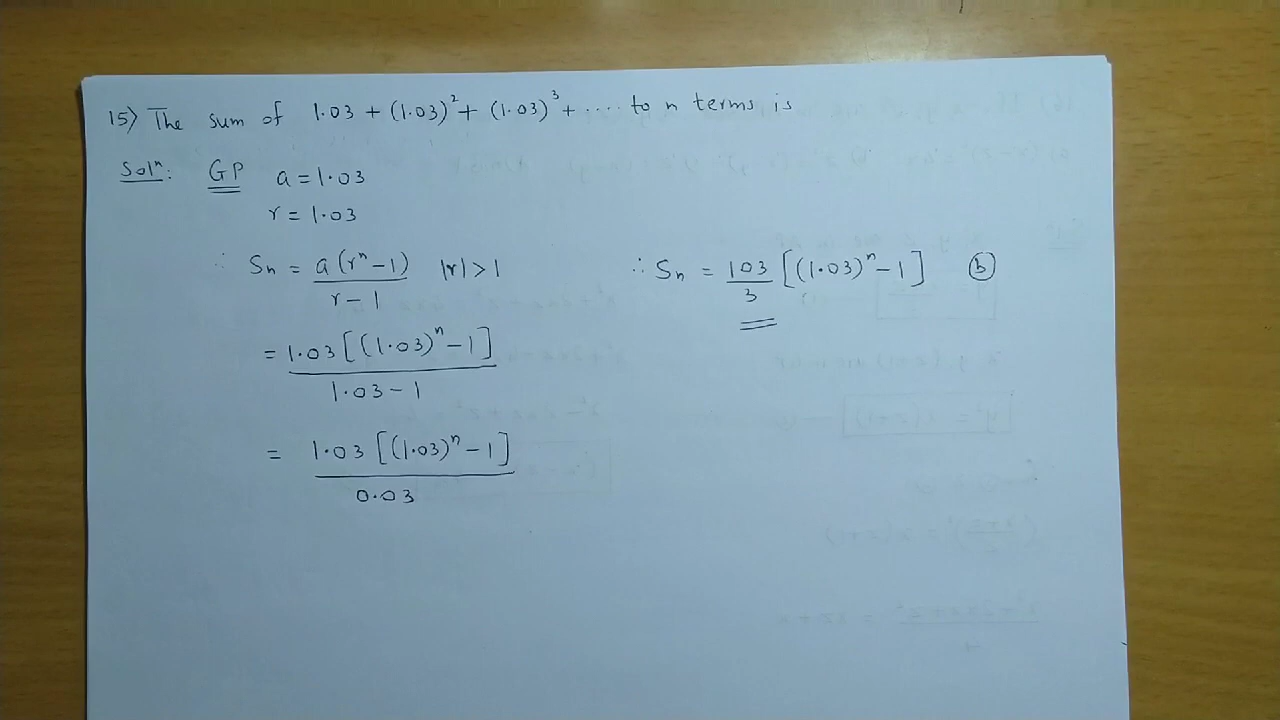 15) The sum of 1.03 + (1.03)² + (1.03)³ + ..... to n terms is
Solⁿ: GP a = 1.03
r = 1.03
∴ Sn = a(rⁿ - 1) / r - 1 |r| > 1
= 1.03 [(1.03)ⁿ - 1] / 1.03 - 1
= 1.03 [(1.03)ⁿ - 1] / 0.03
∴ Sn = 103/3 [(1.03)ⁿ - 1] (b)